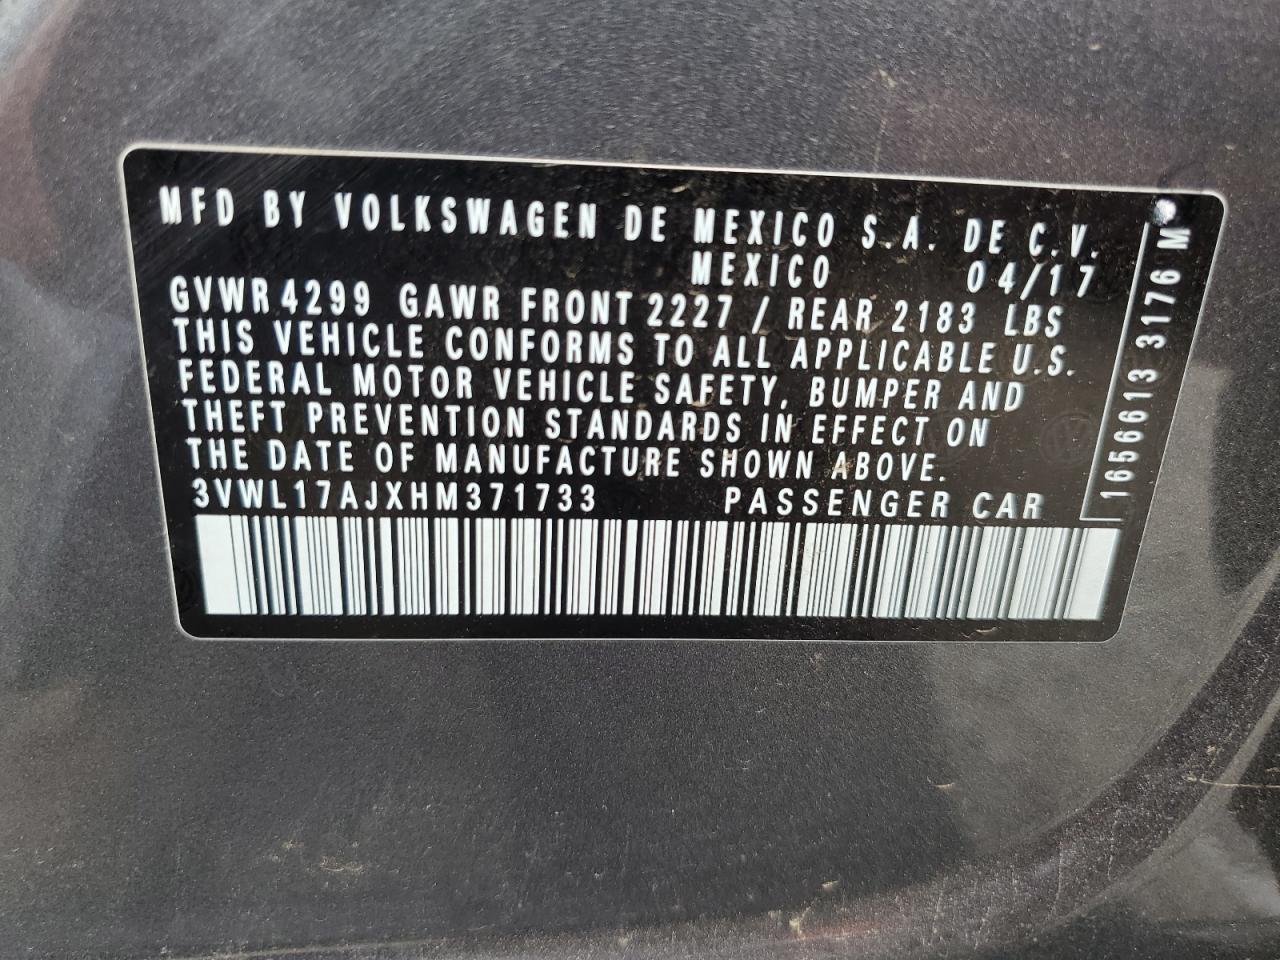 MFD BY VOLKSWAGEN DE MEXICO S.A. DE C.V.
MEXICO 04/17
GVWR 4299 GAWR FRONT 2227 / REAR 2183 LBS
THIS VEHICLE CONFORMS TO ALL APPLICABLE U.S.
FEDERAL MOTOR VEHICLE SAFETY, BUMPER AND
THEFT PREVENTION STANDARDS IN EFFECT ON
THE DATE OF MANUFACTURE SHOWN ABOVE.
3VWL17AJXHM371733 PASSENGER CAR
1656613 3176 M